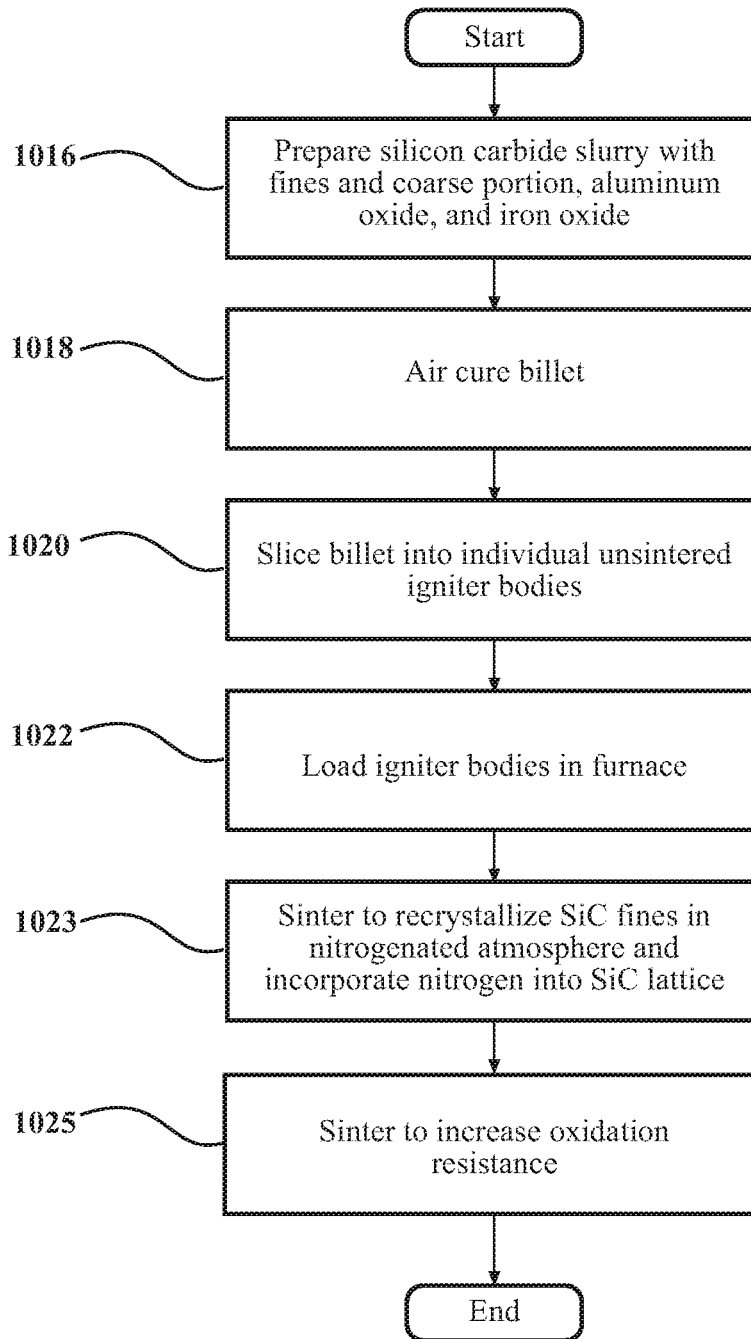 Start
1016
Prepare silicon carbide slurry with
fines and coarse portion, aluminum
oxide, and iron oxide
1018
Air cure billet
1020
Slice billet into individual unsintered
igniter bodies
1022
Load igniter bodies in furnace
1023
Sinter to recrystallize SiC fines in
nitrogenated atmosphere and
incorporate nitrogen into SiC lattice
1025
Sinter to increase oxidation
resistance
End